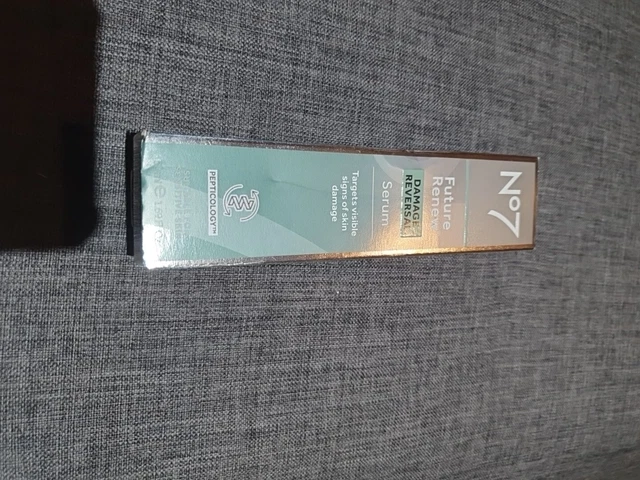 No7
Future
Renew
DAMAGE
REVERSAL
Serum
Targets visible
signs of skin
damage
PEPTICOLOGY™